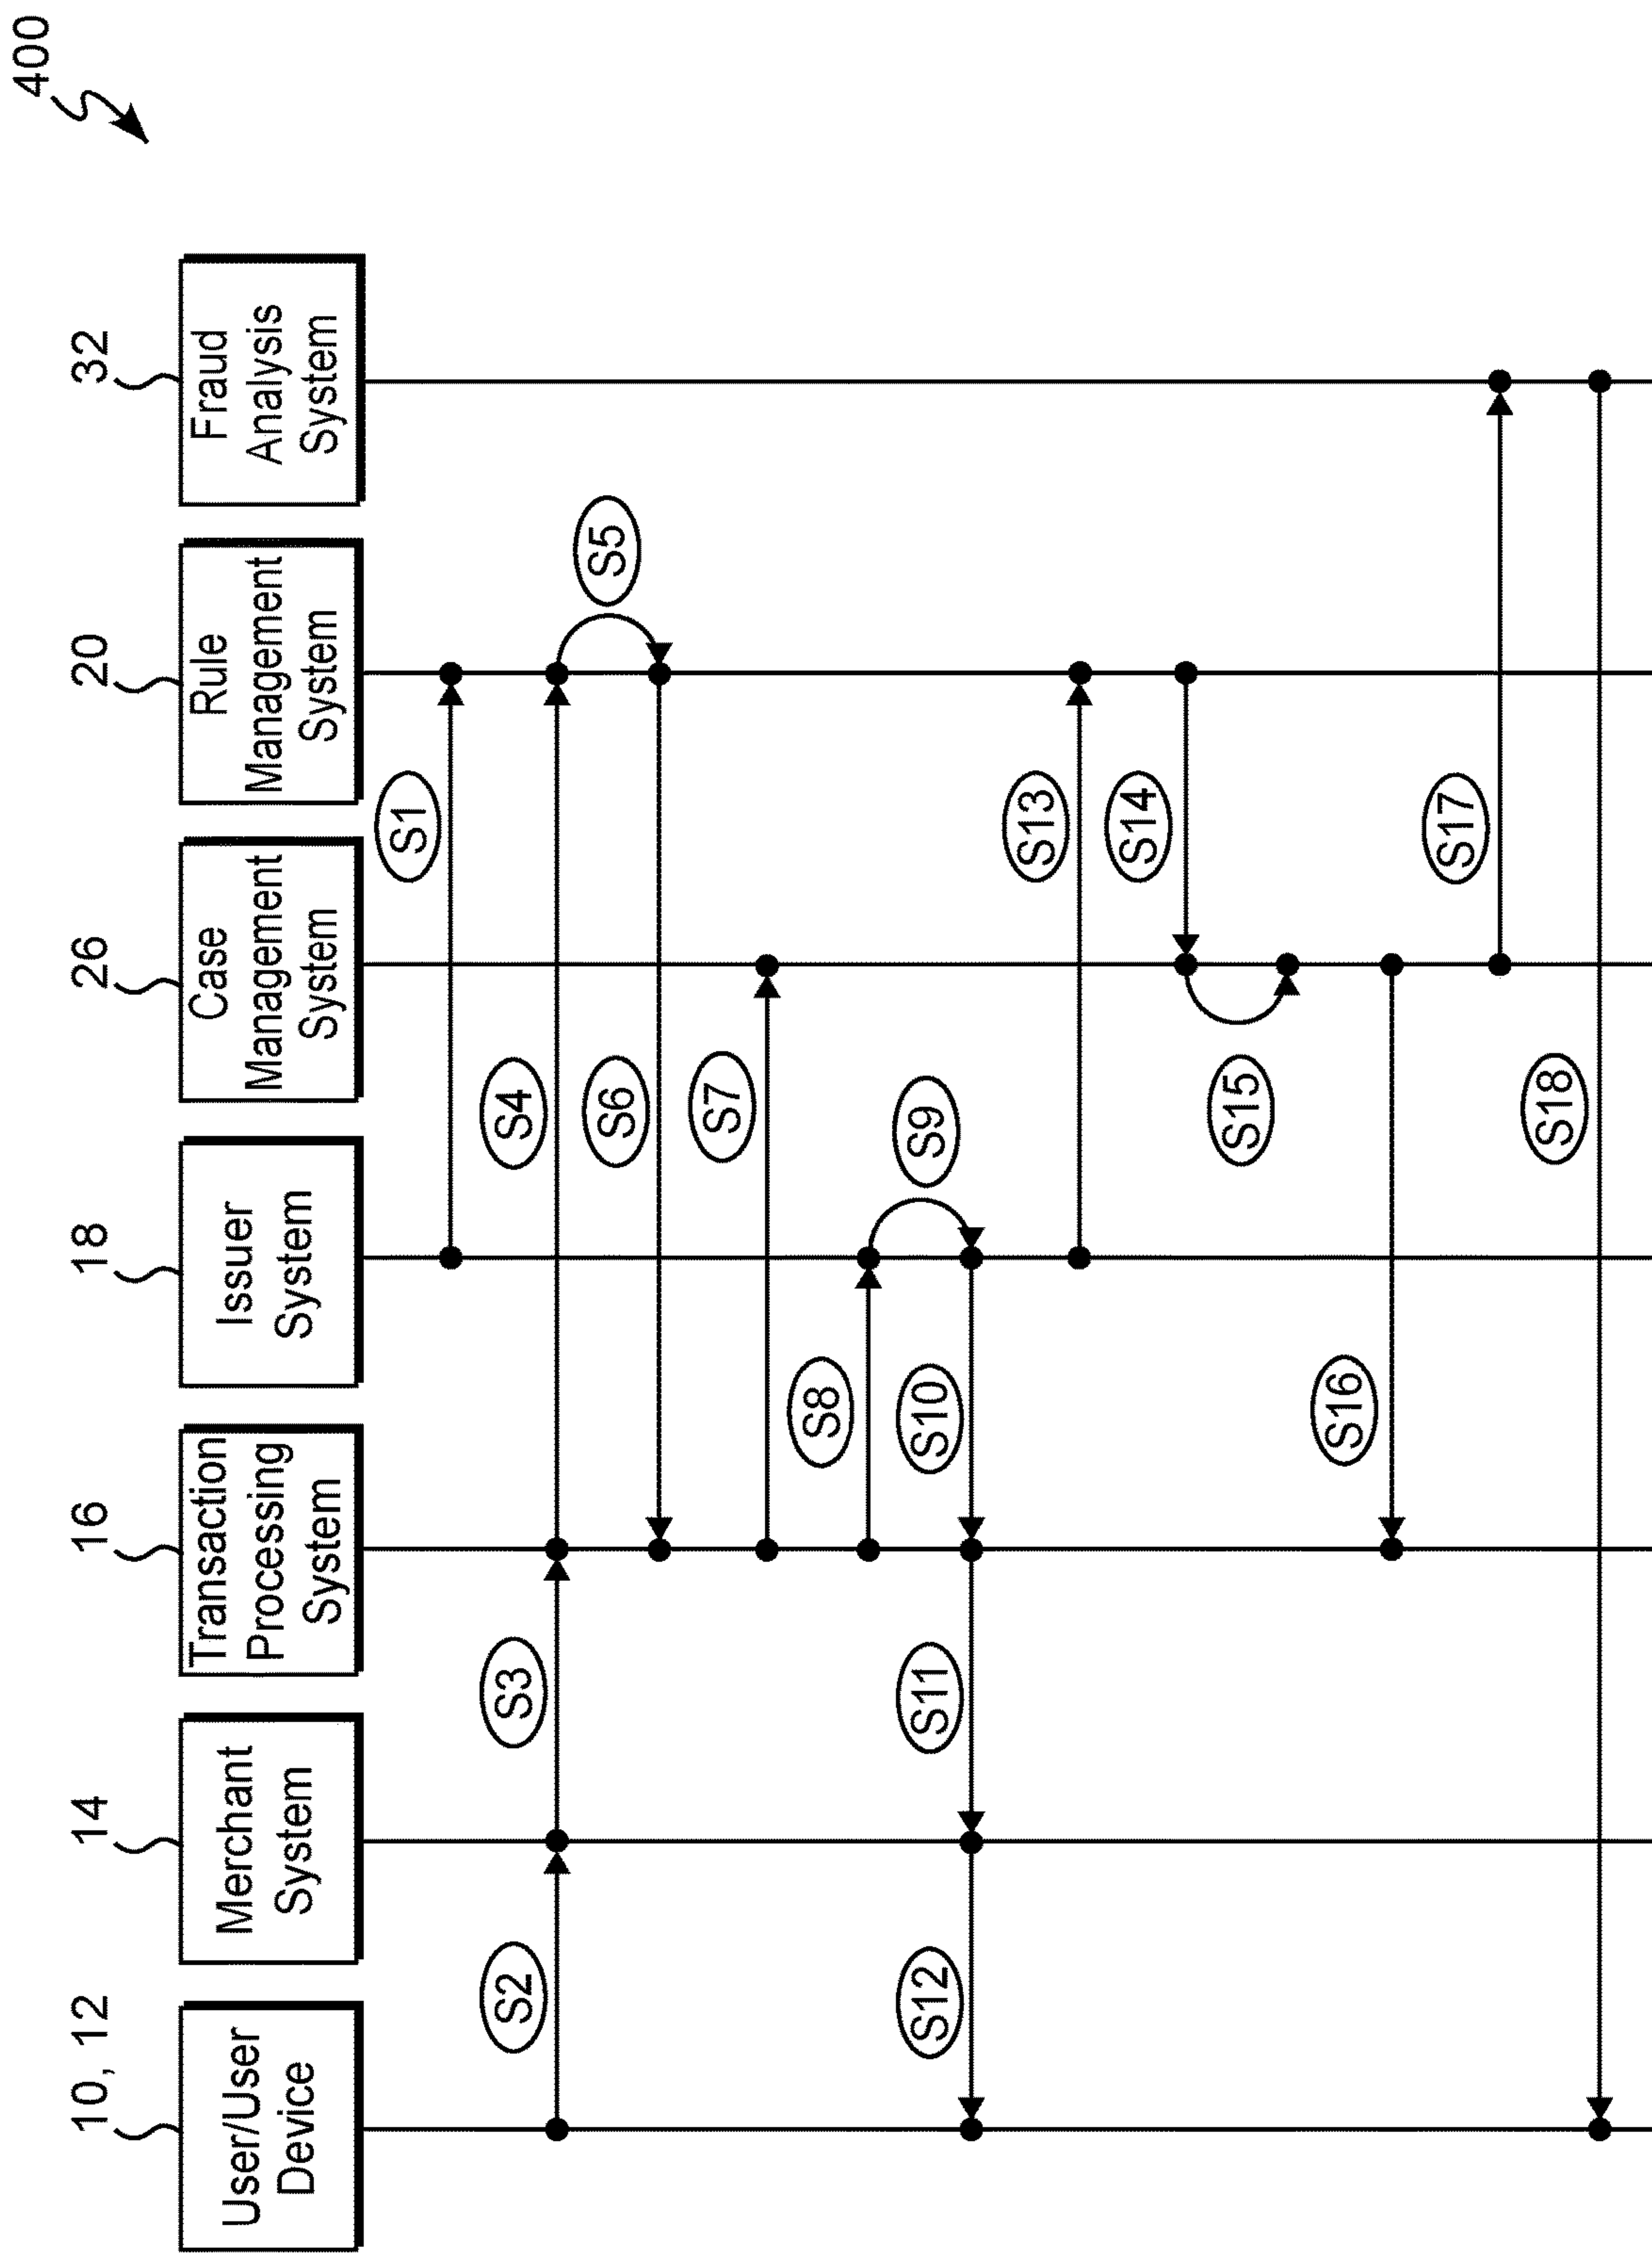 400
10, 12
14
16
18
26
20
32
User/User
Device
Merchant
System
Transaction
Processing
System
Issuer
System
Case
Management
System
Rule
Management
System
Fraud
Analysis
System
S1
S2
S3
S4
S5
S6
S7
S8
S9
S10
S11
S12
S13
S14
S15
S16
S17
S18